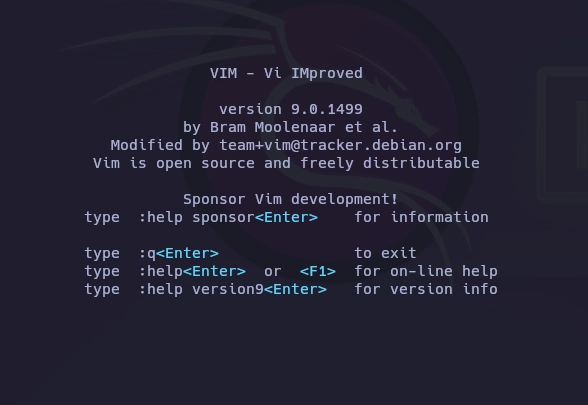 VIM - Vi IMproved
version 9.0.1499
by Bram Moolenaar et al.
Modified by team+vim@tracker.debian.org
Vim is open source and freely distributable
Sponsor Vim development!
type  :help sponsor<Enter>    for information
type  :q<Enter>               to exit
type  :help<Enter>  or  <F1>  for on-line help
type  :help version9<Enter>   for version info